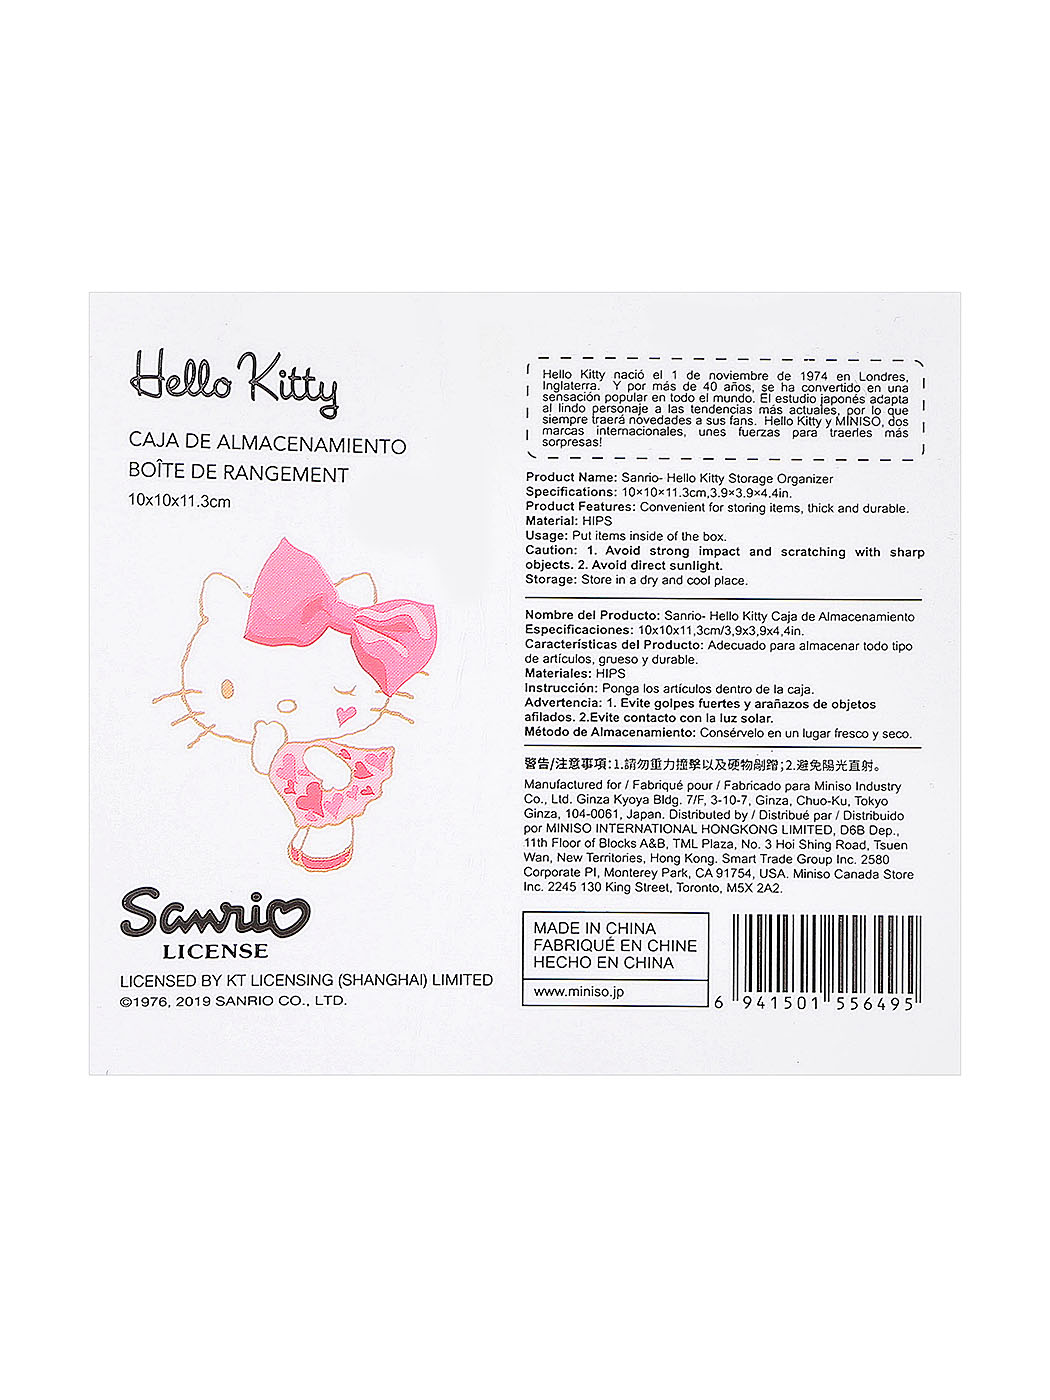 Hello Kitty
CAJA DE ALMACENAMIENTO
BOÎTE DE RANGEMENT
10x10x11.3cm
Sanrio
LICENSE
LICENSED BY KT LICENSING (SHANGHAI) LIMITED
©1976, 2019 SANRIO CO., LTD.
Hello Kitty nació el 1 de noviembre de 1974 en Londres,
Inglaterra. Y por más de 40 años, se ha convertido en una
sensación popular en todo el mundo. El estudio japonés adapta
al lindo personaje a las tendencias más actuales, por lo que
siempre traerá novedades a sus fans. Hello Kitty y MINISO, dos
marcas internacionales, unes fuerzas para traerles más
sorpresas!
Product Name: Sanrio- Hello Kitty Storage Organizer
Specifications: 10×10×11.3cm,3.9×3.9×4.4in.
Product Features: Convenient for storing items, thick and durable.
Material: HIPS
Usage: Put items inside of the box.
Caution: 1. Avoid strong impact and scratching with sharp
objects. 2. Avoid direct sunlight.
Storage: Store in a dry and cool place.
Nombre del Producto: Sanrio- Hello Kitty Caja de Almacenamiento
Especificaciones: 10x10x11,3cm/3,9x3,9x4,4in.
Características del Producto: Adecuado para almacenar todo tipo
de artículos, grueso y durable.
Materiales: HIPS
Instrucción: Ponga los artículos dentro de la caja.
Advertencia: 1. Evite golpes fuertes y arañazos de objetos
afilados. 2.Evite contacto con la luz solar.
Método de Almacenamiento: Consérvelo en un lugar fresco y seco.
警告/注意事項:1.請勿重力撞擊以及硬物剮蹭;2.避免陽光直射。
Manufactured for / Fabriqué pour / Fabricado para Miniso Industry
Co., Ltd. Ginza Kyoya Bldg. 7/F, 3-10-7, Ginza, Chuo-Ku, Tokyo
Ginza, 104-0061, Japan. Distributed by / Distribué par / Distribuido
por MINISO INTERNATIONAL HONGKONG LIMITED, D6B Dep.,
11th Floor of Blocks A&B, TML Plaza, No. 3 Hoi Shing Road, Tsuen
Wan, New Territories, Hong Kong. Smart Trade Group Inc. 2580
Corporate Pl, Monterey Park, CA 91754, USA. Miniso Canada Store
Inc. 2245 130 King Street, Toronto, M5X 2A2.
MADE IN CHINA
FABRIQUÉ EN CHINE
HECHO EN CHINA
www.miniso.jp
6 941501 556495